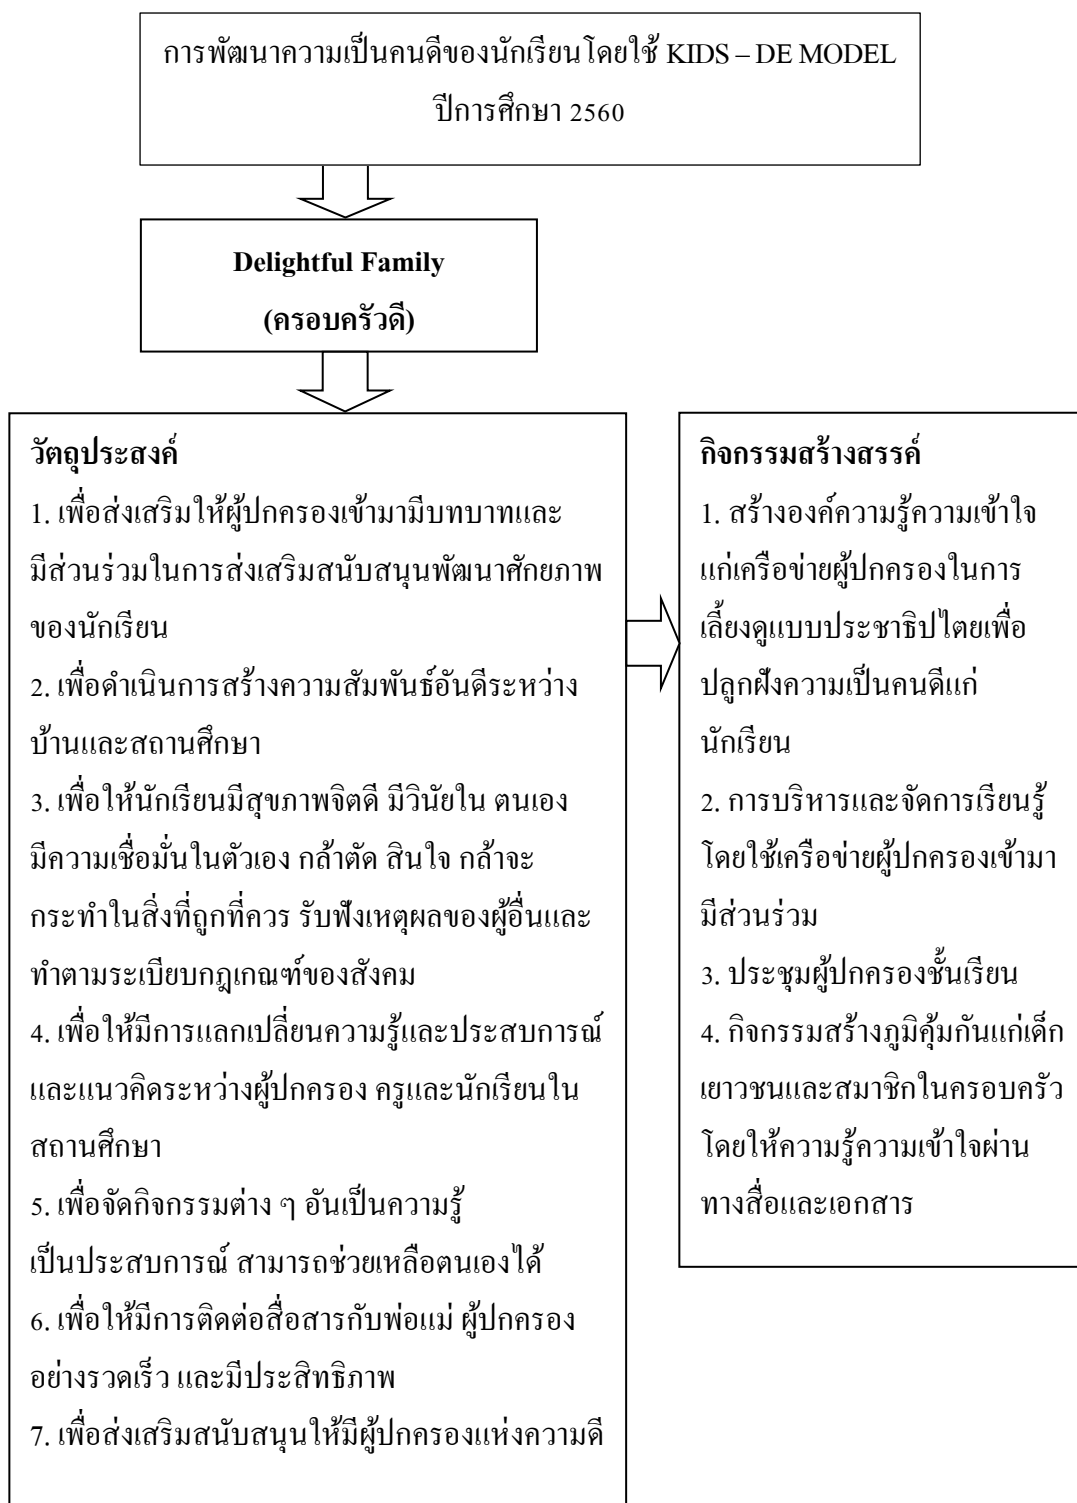 การพัฒนาความเป็นคนดีของนักเรียนโดยใช้ KIDS – DE MODEL
ปีการศึกษา 2560
Delightful Family
(ครอบครัวดี)
วัตถุประสงค์
1. เพื่อส่งเสริมให้ผู้ปกครองเข้ามามีบทบาทและ
มีส่วนร่วมในการส่งเสริมสนับสนุนพัฒนาศักยภาพ
ของนักเรียน
2. เพื่อดำเนินการสร้างความสัมพันธ์อันดีระหว่าง
บ้านและสถานศึกษา
3. เพื่อให้นักเรียนมีสุขภาพจิตดี มีวินัยใน ตนเอง
มีความเชื่อมั่นในตัวเอง กล้าตัด สินใจ กล้าจะ
กระทำในสิ่งที่ถูกที่ควร รับฟังเหตุผลของผู้อื่นและ
ทำตามระเบียบกฎเกณฑ์ของสังคม
4. เพื่อให้มีการแลกเปลี่ยนความรู้และประสบการณ์
และแนวคิดระหว่างผู้ปกครอง ครูและนักเรียนใน
สถานศึกษา
5. เพื่อจัดกิจกรรมต่าง ๆ อันเป็นความรู้
เป็นประสบการณ์ สามารถช่วยเหลือตนเองได้
6. เพื่อให้มีการติดต่อสื่อสารกับพ่อแม่ ผู้ปกครอง
อย่างรวดเร็ว และมีประสิทธิภาพ
7. เพื่อส่งเสริมสนับสนุนให้มีผู้ปกครองแห่งความดี
กิจกรรมสร้างสรรค์
1. สร้างองค์ความรู้ความเข้าใจ
แก่เครือข่ายผู้ปกครองในการ
เลี้ยงดูแบบประชาธิปไตยเพื่อ
ปลูกฝังความเป็นคนดีแก่
นักเรียน
2. การบริหารและจัดการเรียนรู้
โดยใช้เครือข่ายผู้ปกครองเข้ามา
มีส่วนร่วม
3. ประชุมผู้ปกครองชั้นเรียน
4. กิจกรรมสร้างภูมิคุ้มกันแก่เด็ก
เยาวชนและสมาชิกในครอบครัว
โดยให้ความรู้ความเข้าใจผ่าน
ทางสื่อและเอกสาร